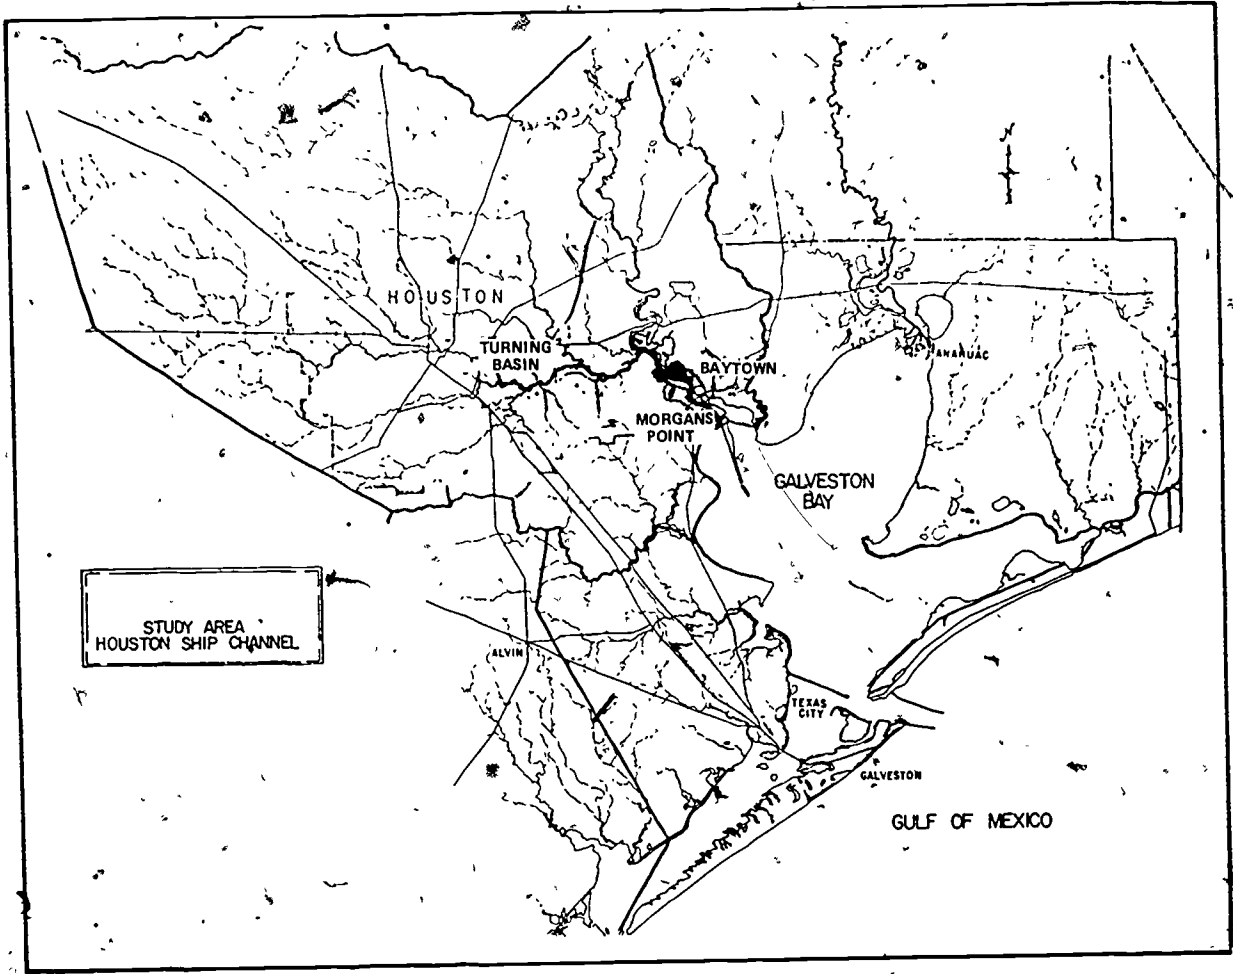 N
HOUSTON
TURNING
BASIN
BAYTOWN
ANAHUAC
MORGANS
POINT
GALVESTON
BAY
STUDY AREA
HOUSTON SHIP CHANNEL
ALVIN
TEXAS
CITY
GALVESTON
GULF OF MEXICO